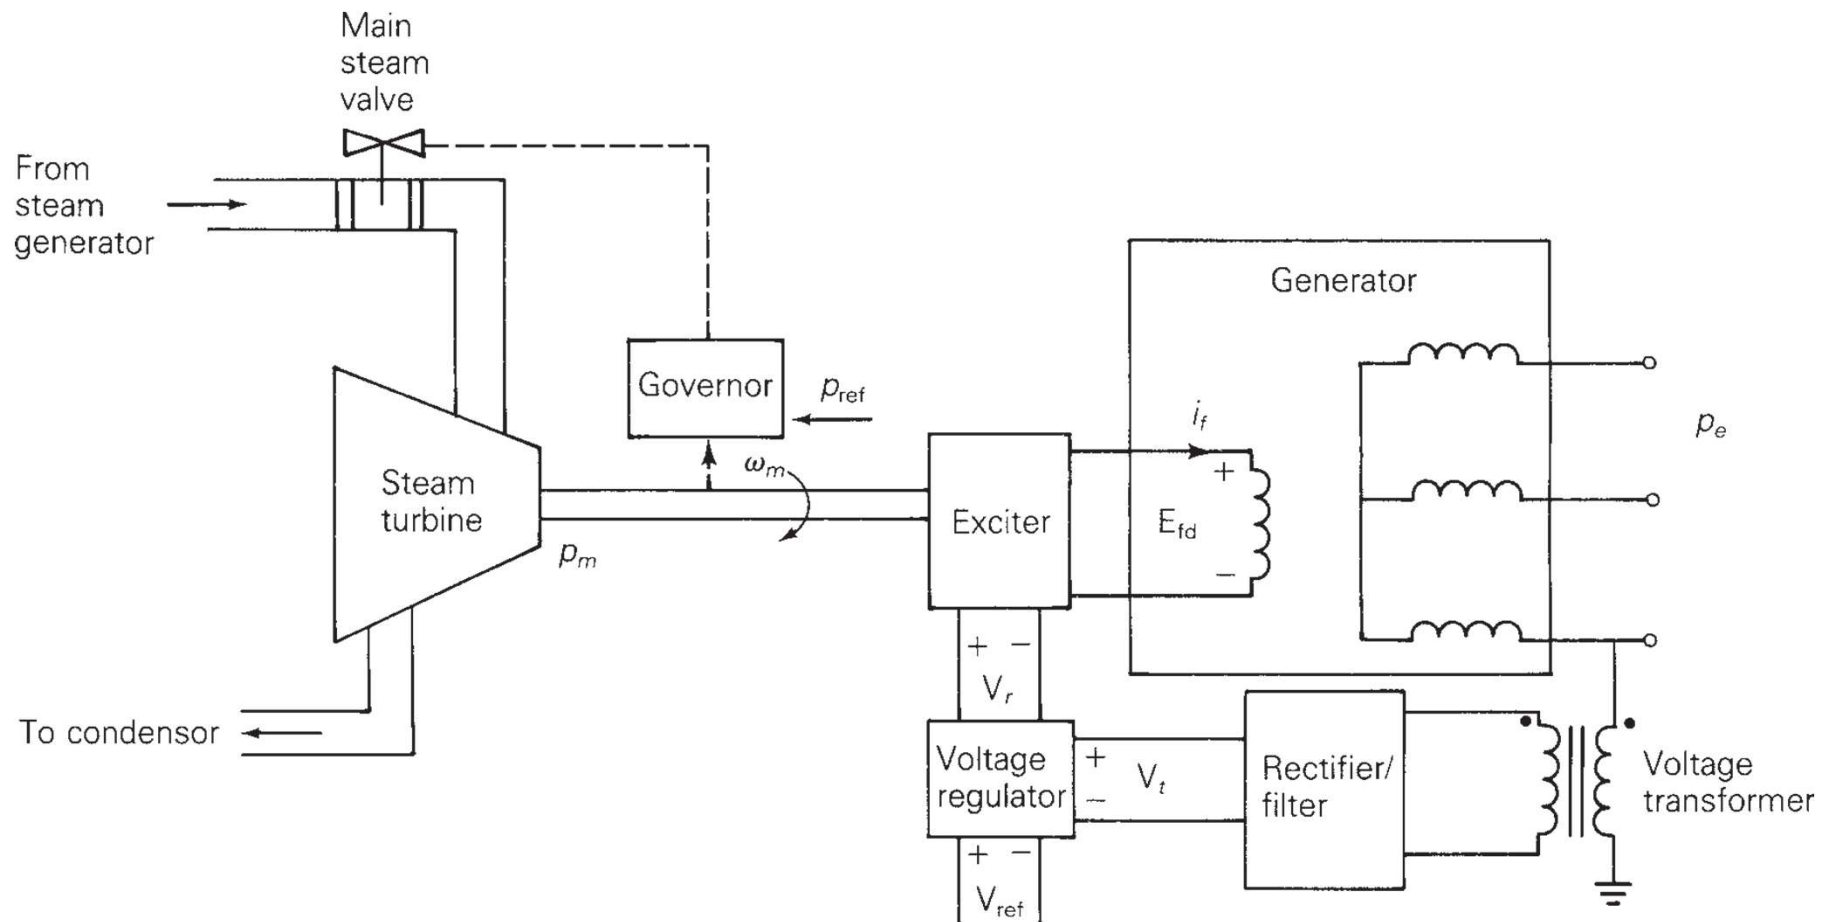 Main
steam
valve
From
steam
generator
Generator
Governor
p_ref
i_f
p_e
ω_m
+
Steam
turbine
Exciter
E_fd
p_m
−
+ −
V_r
To condensor
Voltage
regulator
+
V_t
−
Rectifier/
filter
Voltage
transformer
+ −
V_ref